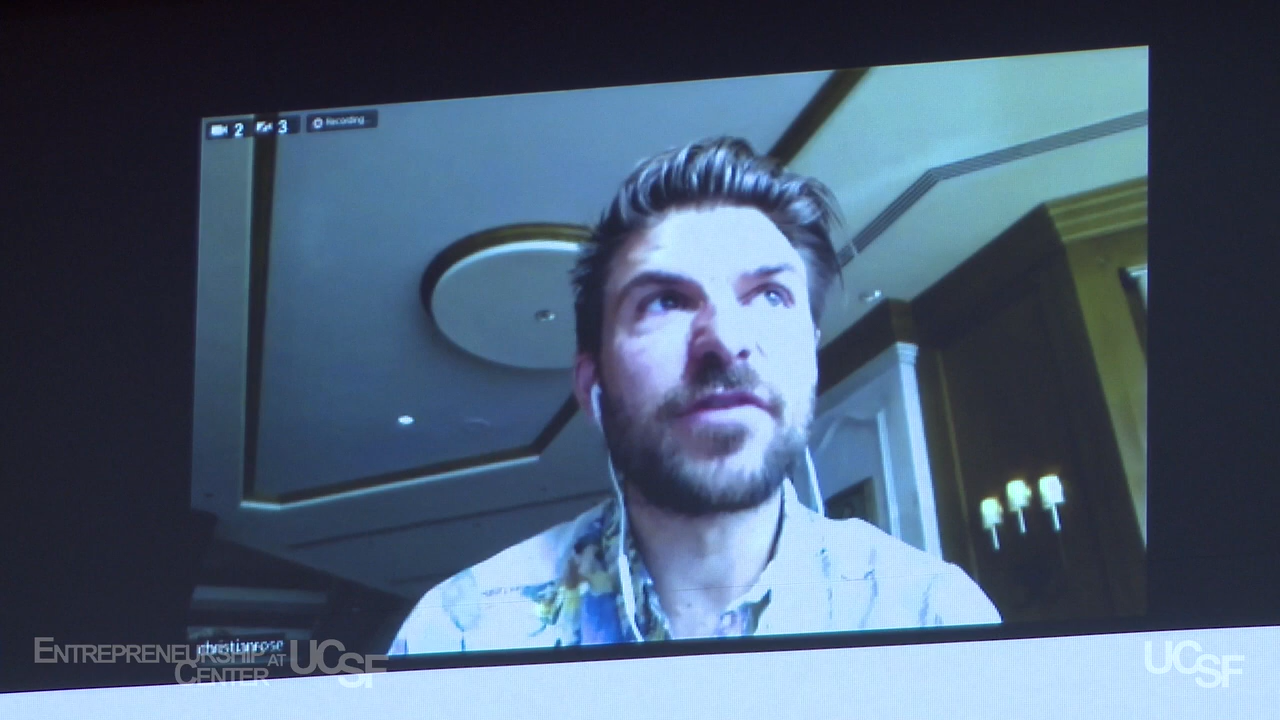 2 3 Recording...
christianrose
ENTREPRENEURSHIP AT UCSF
CENTER
UCSF